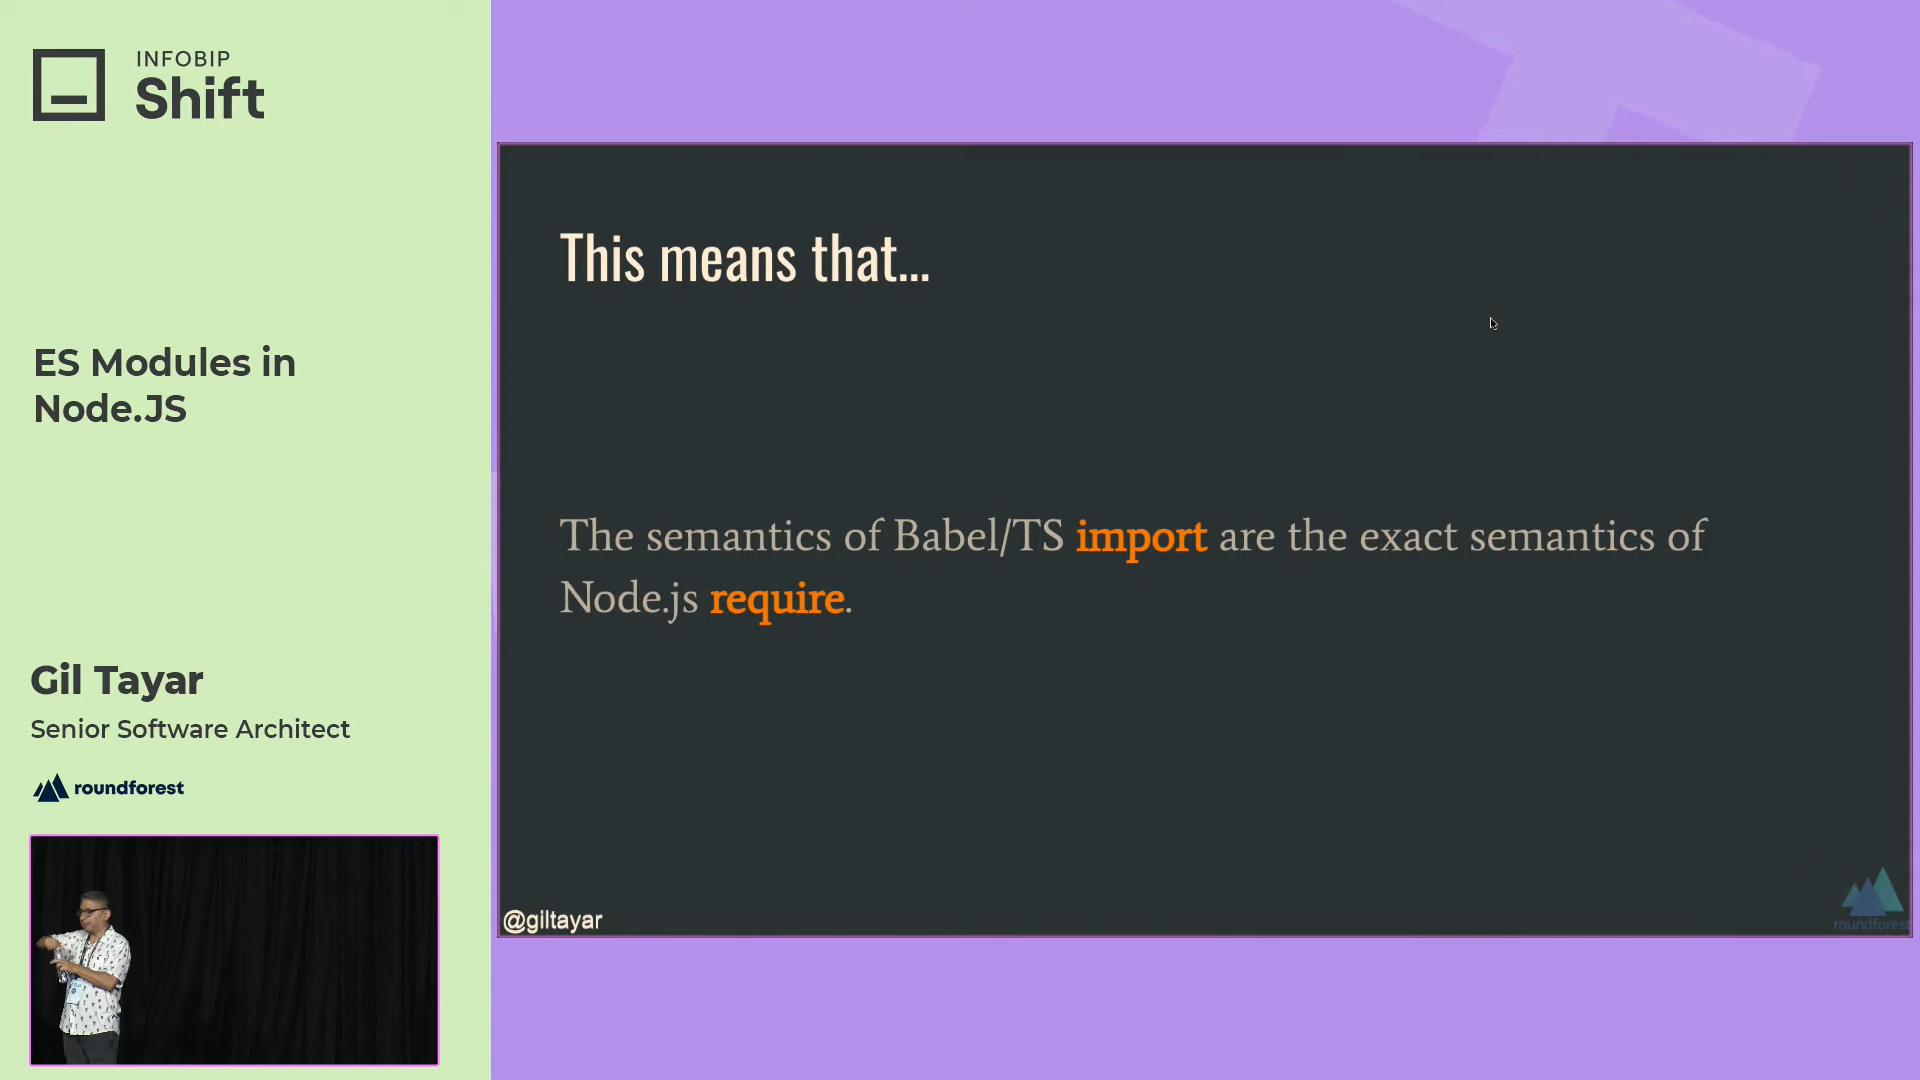 INFOBIP
Shift
ES Modules in
Node.JS
Gil Tayar
Senior Software Architect
roundforest
This means that...
The semantics of Babel/TS import are the exact semantics of
Node.js require.
@giltayar
roundforest